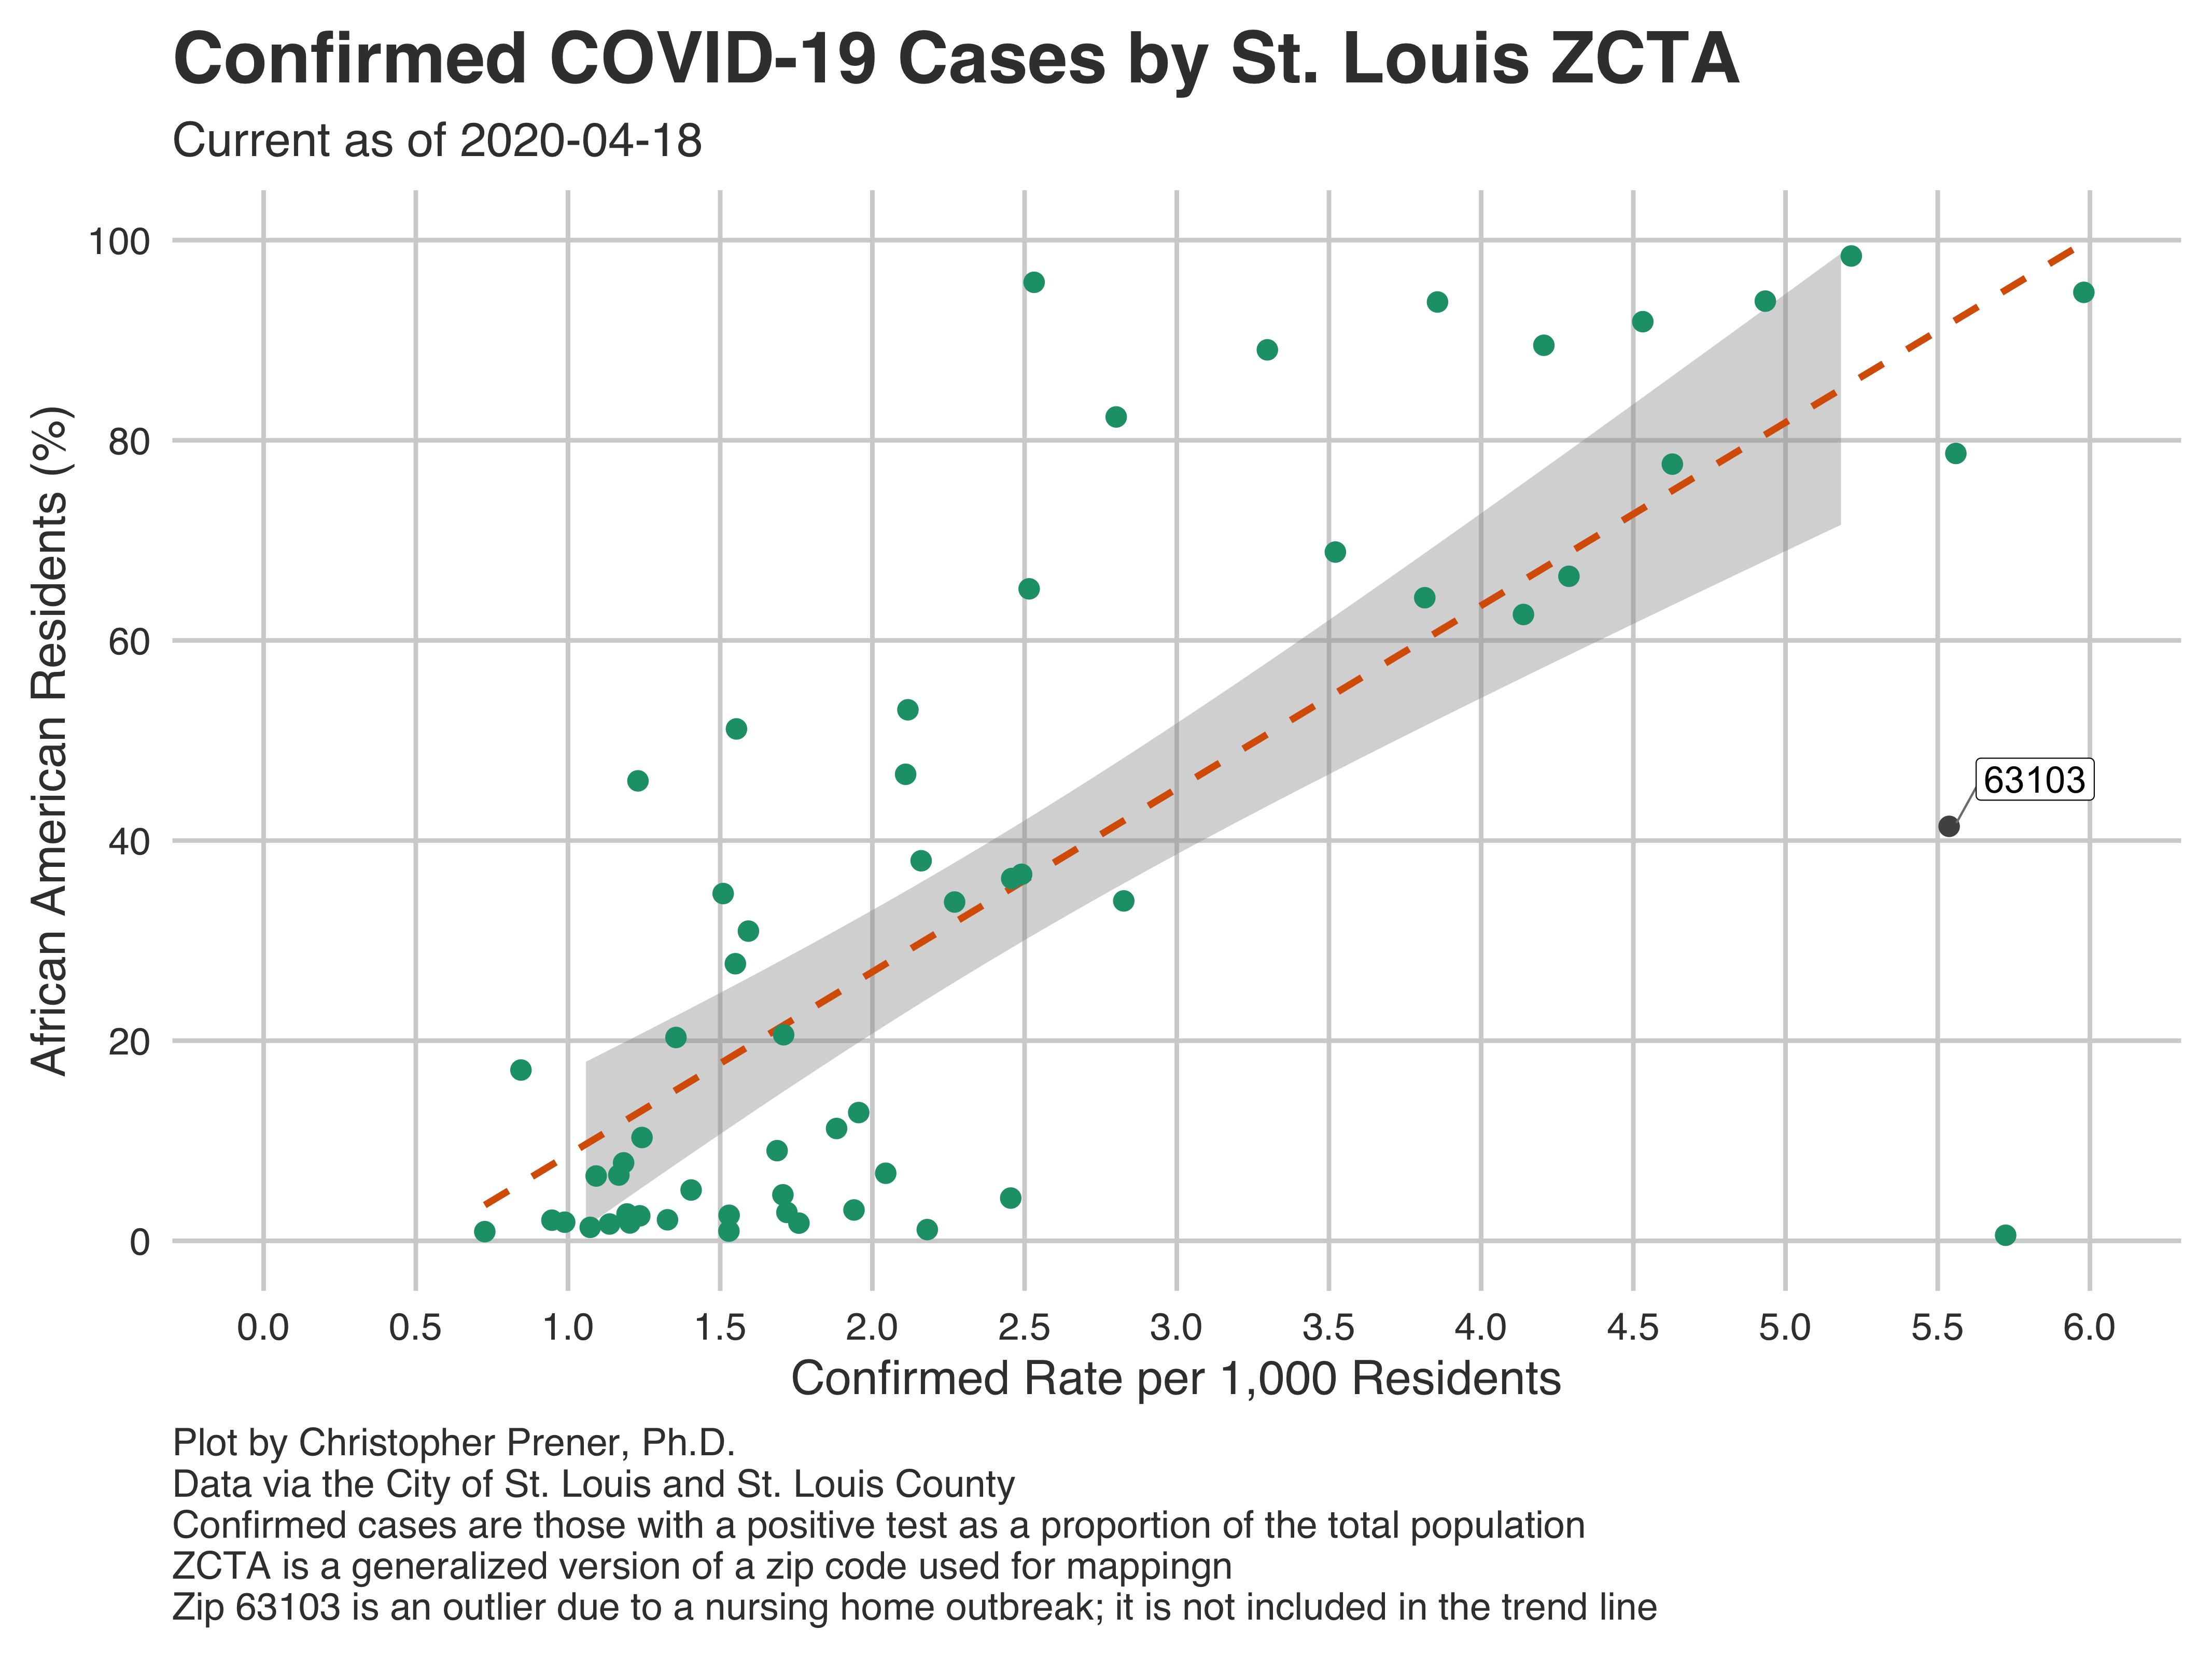 Confirmed COVID-19 Cases by St. Louis ZCTA
Current as of 2020-04-18
African American Residents (%)
100
80
60
40
20
0
63103
0.0 0.5 1.0 1.5 2.0 2.5 3.0 3.5 4.0 4.5 5.0 5.5 6.0
Confirmed Rate per 1,000 Residents
Plot by Christopher Prener, Ph.D.
Data via the City of St. Louis and St. Louis County
Confirmed cases are those with a positive test as a proportion of the total population
ZCTA is a generalized version of a zip code used for mappingn
Zip 63103 is an outlier due to a nursing home outbreak; it is not included in the trend line